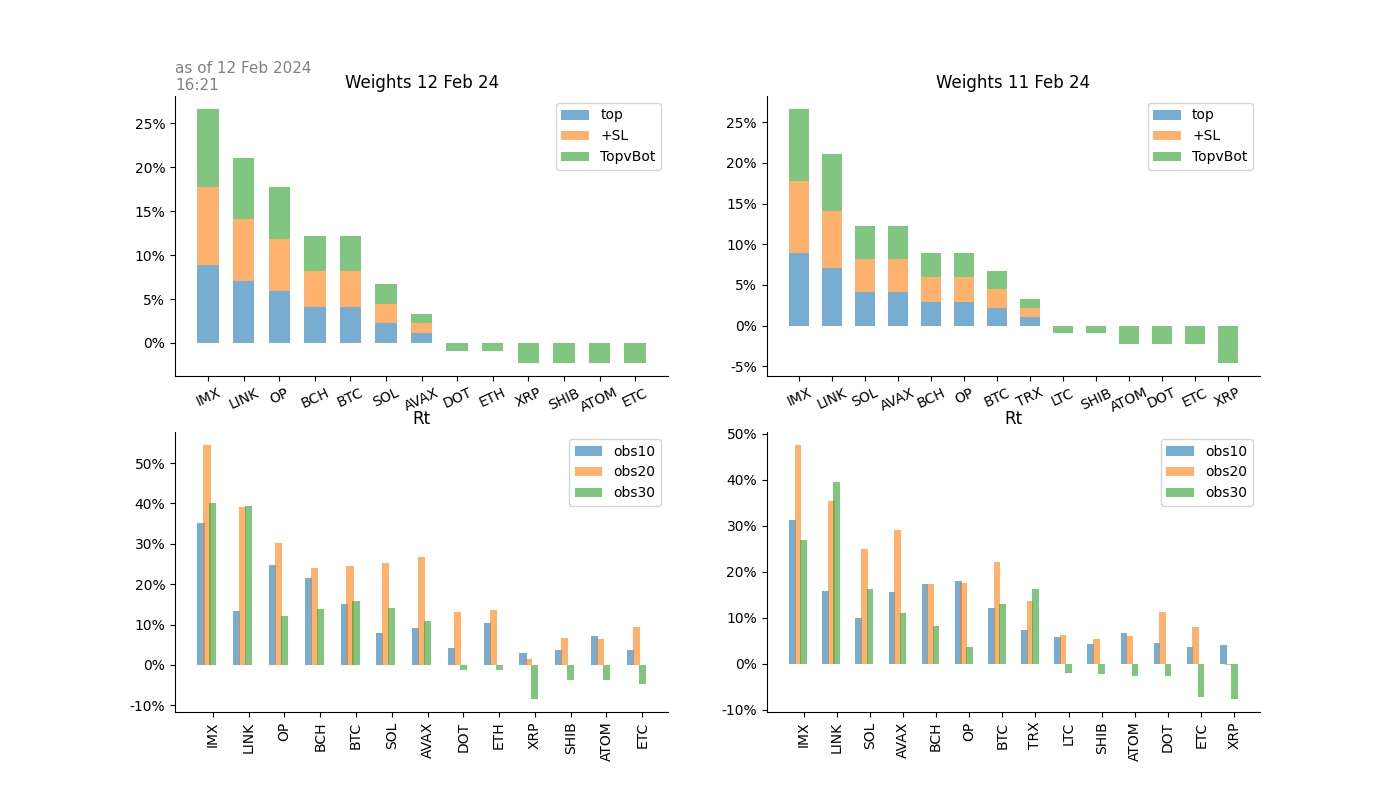 as of 12 Feb 2024
16:21
Weights 12 Feb 24
25%
20%
15%
10%
5%
0%
top
+SL
TopvBot
IMX LINK OP BCH BTC SOL AVAX DOT ETH XRP SHIB ATOM ETC
Weights 11 Feb 24
25%
20%
15%
10%
5%
0%
-5%
top
+SL
TopvBot
IMX LINK SOL AVAX BCH OP BTC TRX LTC SHIB ATOM DOT ETC XRP
Rt
50%
40%
30%
20%
10%
0%
-10%
obs10
obs20
obs30
IMX LINK OP BCH BTC SOL AVAX DOT ETH XRP SHIB ATOM ETC
Rt
50%
40%
30%
20%
10%
0%
-10%
obs10
obs20
obs30
IMX LINK SOL AVAX BCH OP BTC TRX LTC SHIB ATOM DOT ETC XRP